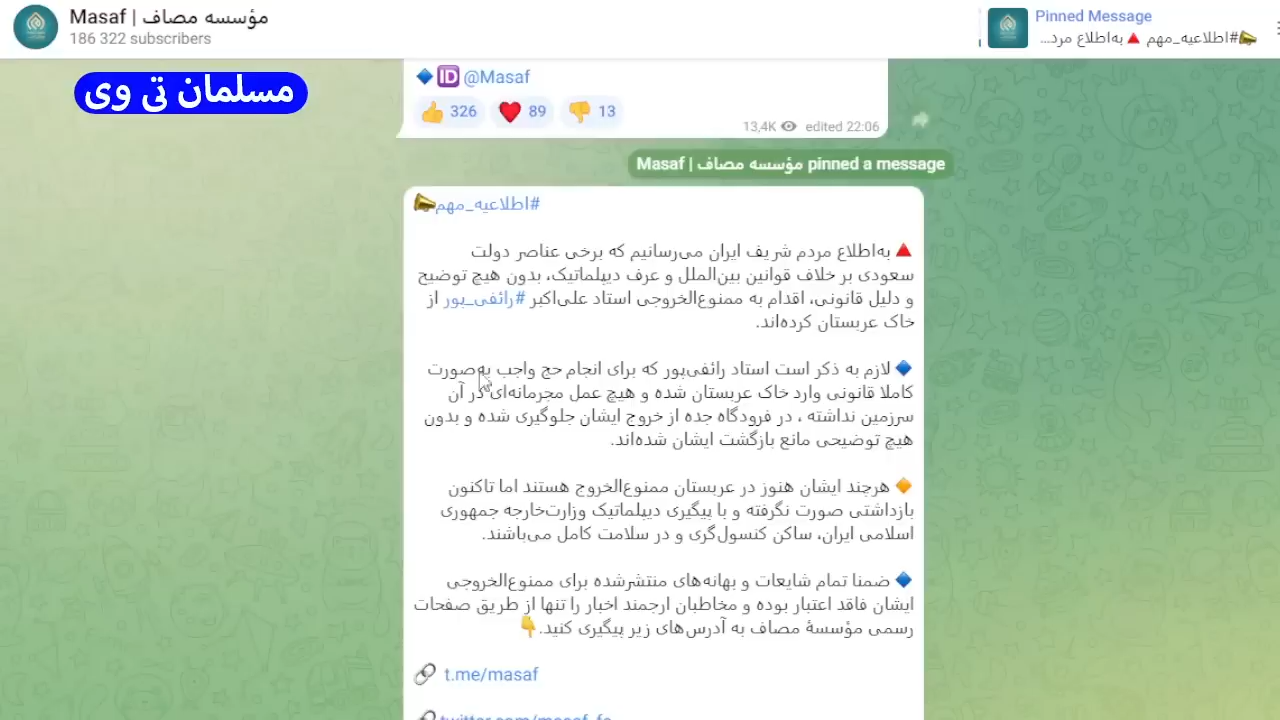 مؤسسه مصاف | Masaf
186 322 subscribers
Pinned Message
#اطلاعیه_مهم 🔺به‌اطلاع مرد...
مسلمان تی وی
🔷🆔 @Masaf
👍 326 ❤️ 89 👎 13
13,4K edited 22:06
مؤسسه مصاف | Masaf pinned a message
#اطلاعیه_مهم
🔺به‌اطلاع مردم شریف ایران می‌رسانیم که برخی عناصر دولت
سعودی بر خلاف قوانین بین‌الملل و عرف دیپلماتیک، بدون هیچ توضیح
و دلیل قانونی، اقدام به ممنوع‌الخروجی استاد علی‌اکبر #رائفی_پور از
خاک عربستان کرده‌اند.
🔷 لازم به ذکر است استاد رائفی‌پور که برای انجام حج واجب به‌صورت
کاملا قانونی وارد خاک عربستان شده و هیچ عمل مجرمانه‌ای در آن
سرزمین نداشته ، در فرودگاه جده از خروج ایشان جلوگیری شده و بدون
هیچ توضیحی مانع بازگشت ایشان شده‌اند.
🔶 هرچند ایشان هنوز در عربستان ممنوع‌الخروج هستند اما تاکنون
بازداشتی صورت نگرفته و با پیگیری دیپلماتیک وزارت‌خارجه جمهوری
اسلامی ایران، ساکن کنسول‌گری و در سلامت کامل می‌باشند.
🔷 ضمنا تمام شایعات و بهانه‌های منتشرشده برای ممنوع‌الخروجی
ایشان فاقد اعتبار بوده و مخاطبان ارجمند اخبار را تنها از طریق صفحات
رسمی مؤسسهٔ مصاف به آدرس‌های زیر پیگیری کنید.👇
t.me/masaf
twitter.com/masaf_fa